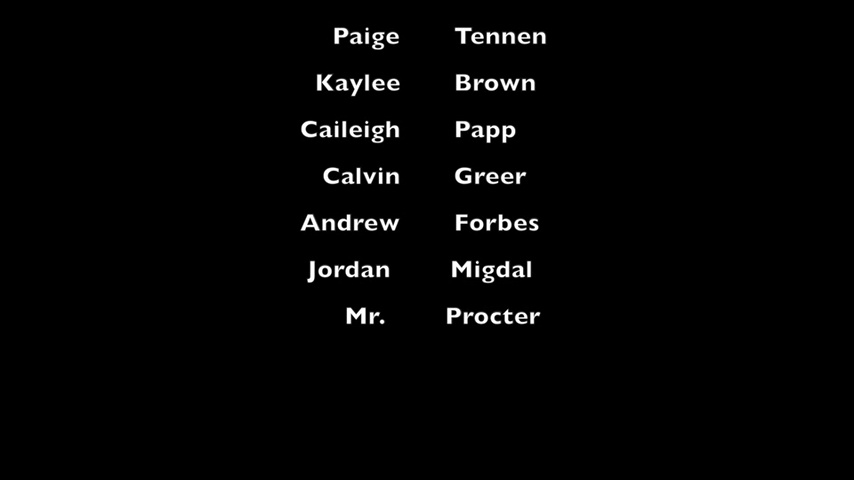 Paige Tennen
Kaylee Brown
Caileigh Papp
Calvin Greer
Andrew Forbes
Jordan Migdal
Mr. Procter